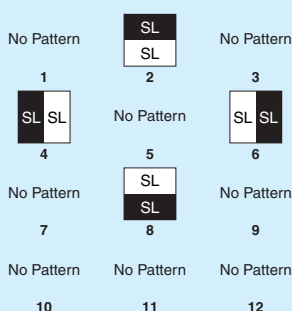 SL
No Pattern SL No Pattern
1 2 3
SL SL No Pattern SL SL
4 5 6
No Pattern SL SL No Pattern
7 8 9
No Pattern No Pattern No Pattern
10 11 12